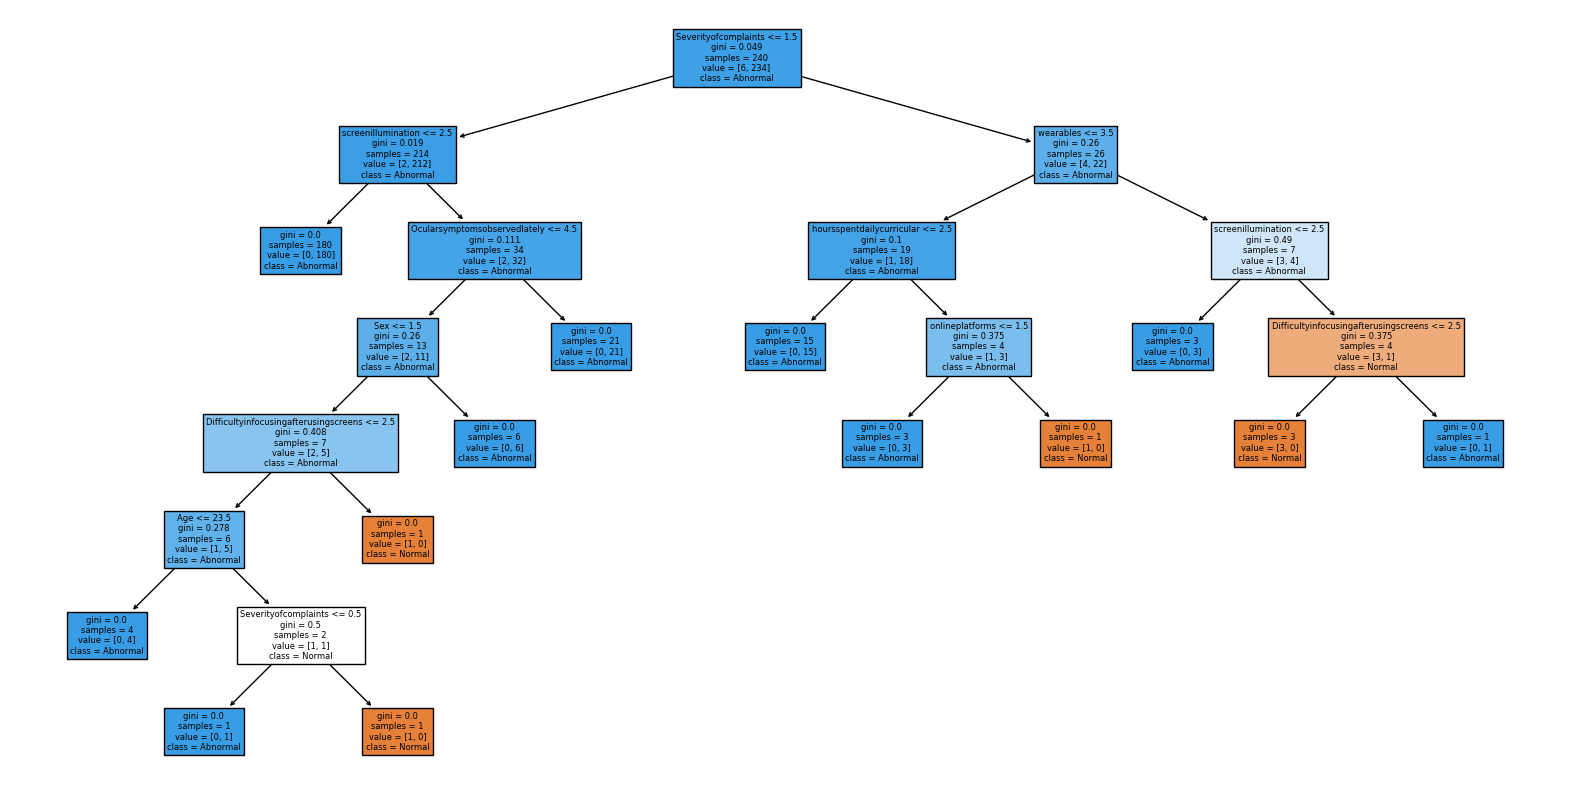 Severityofcomplaints <= 1.5
gini = 0.049
samples = 240
value = [6, 234]
class = Abnormal
screenillumination <= 2.5
gini = 0.019
samples = 214
value = [2, 212]
class = Abnormal
wearables <= 3.5
gini = 0.26
samples = 26
value = [4, 22]
class = Abnormal
gini = 0.0
samples = 180
value = [0, 180]
class = Abnormal
Ocularsymptomsobservedlately <= 4.5
gini = 0.111
samples = 34
value = [2, 32]
class = Abnormal
hoursspentdailycurricular <= 2.5
gini = 0.1
samples = 19
value = [1, 18]
class = Abnormal
screenillumination <= 2.5
gini = 0.49
samples = 7
value = [3, 4]
class = Abnormal
Sex <= 1.5
gini = 0.26
samples = 13
value = [2, 11]
class = Abnormal
gini = 0.0
samples = 21
value = [0, 21]
class = Abnormal
gini = 0.0
samples = 15
value = [0, 15]
class = Abnormal
onlineplatforms <= 1.5
gini = 0.375
samples = 4
value = [1, 3]
class = Abnormal
gini = 0.0
samples = 3
value = [0, 3]
class = Abnormal
Difficultyinfocusingafterusingscreens <= 2.5
gini = 0.375
samples = 4
value = [3, 1]
class = Normal
Difficultyinfocusingafterusingscreens <= 2.5
gini = 0.408
samples = 7
value = [2, 5]
class = Abnormal
gini = 0.0
samples = 6
value = [0, 6]
class = Abnormal
gini = 0.0
samples = 3
value = [0, 3]
class = Abnormal
gini = 0.0
samples = 1
value = [1, 0]
class = Normal
gini = 0.0
samples = 3
value = [3, 0]
class = Normal
gini = 0.0
samples = 1
value = [0, 1]
class = Abnormal
Age <= 23.5
gini = 0.278
samples = 6
value = [1, 5]
class = Abnormal
gini = 0.0
samples = 1
value = [1, 0]
class = Normal
gini = 0.0
samples = 4
value = [0, 4]
class = Abnormal
Severityofcomplaints <= 0.5
gini = 0.5
samples = 2
value = [1, 1]
class = Normal
gini = 0.0
samples = 1
value = [0, 1]
class = Abnormal
gini = 0.0
samples = 1
value = [1, 0]
class = Normal